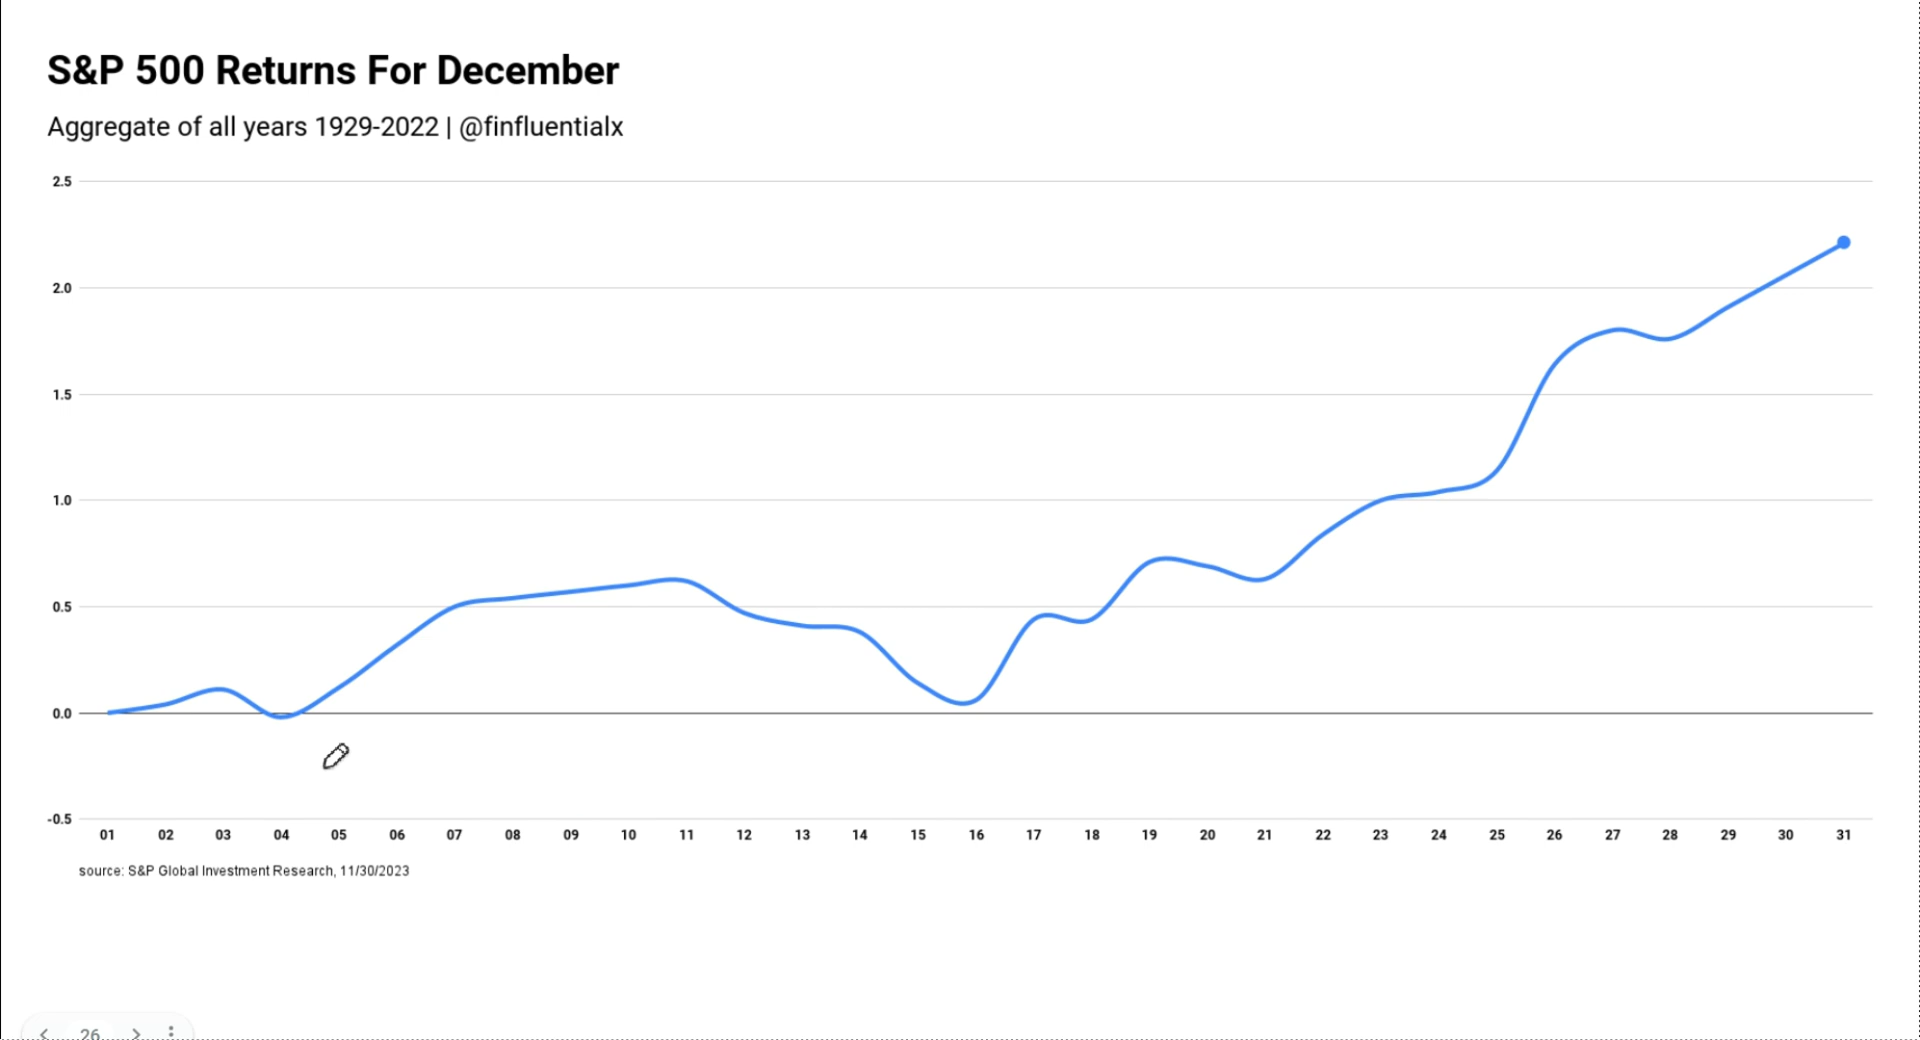 S&P 500 Returns For December
Aggregate of all years 1929-2022 | @finfluentialx
2.5
2.0
1.5
1.0
0.5
0.0
-0.5
01 02 03 04 05 06 07 08 09 10 11 12 13 14 15 16 17 18 19 20 21 22 23 24 25 26 27 28 29 30 31
source: S&P Global Investment Research, 11/30/2023
26